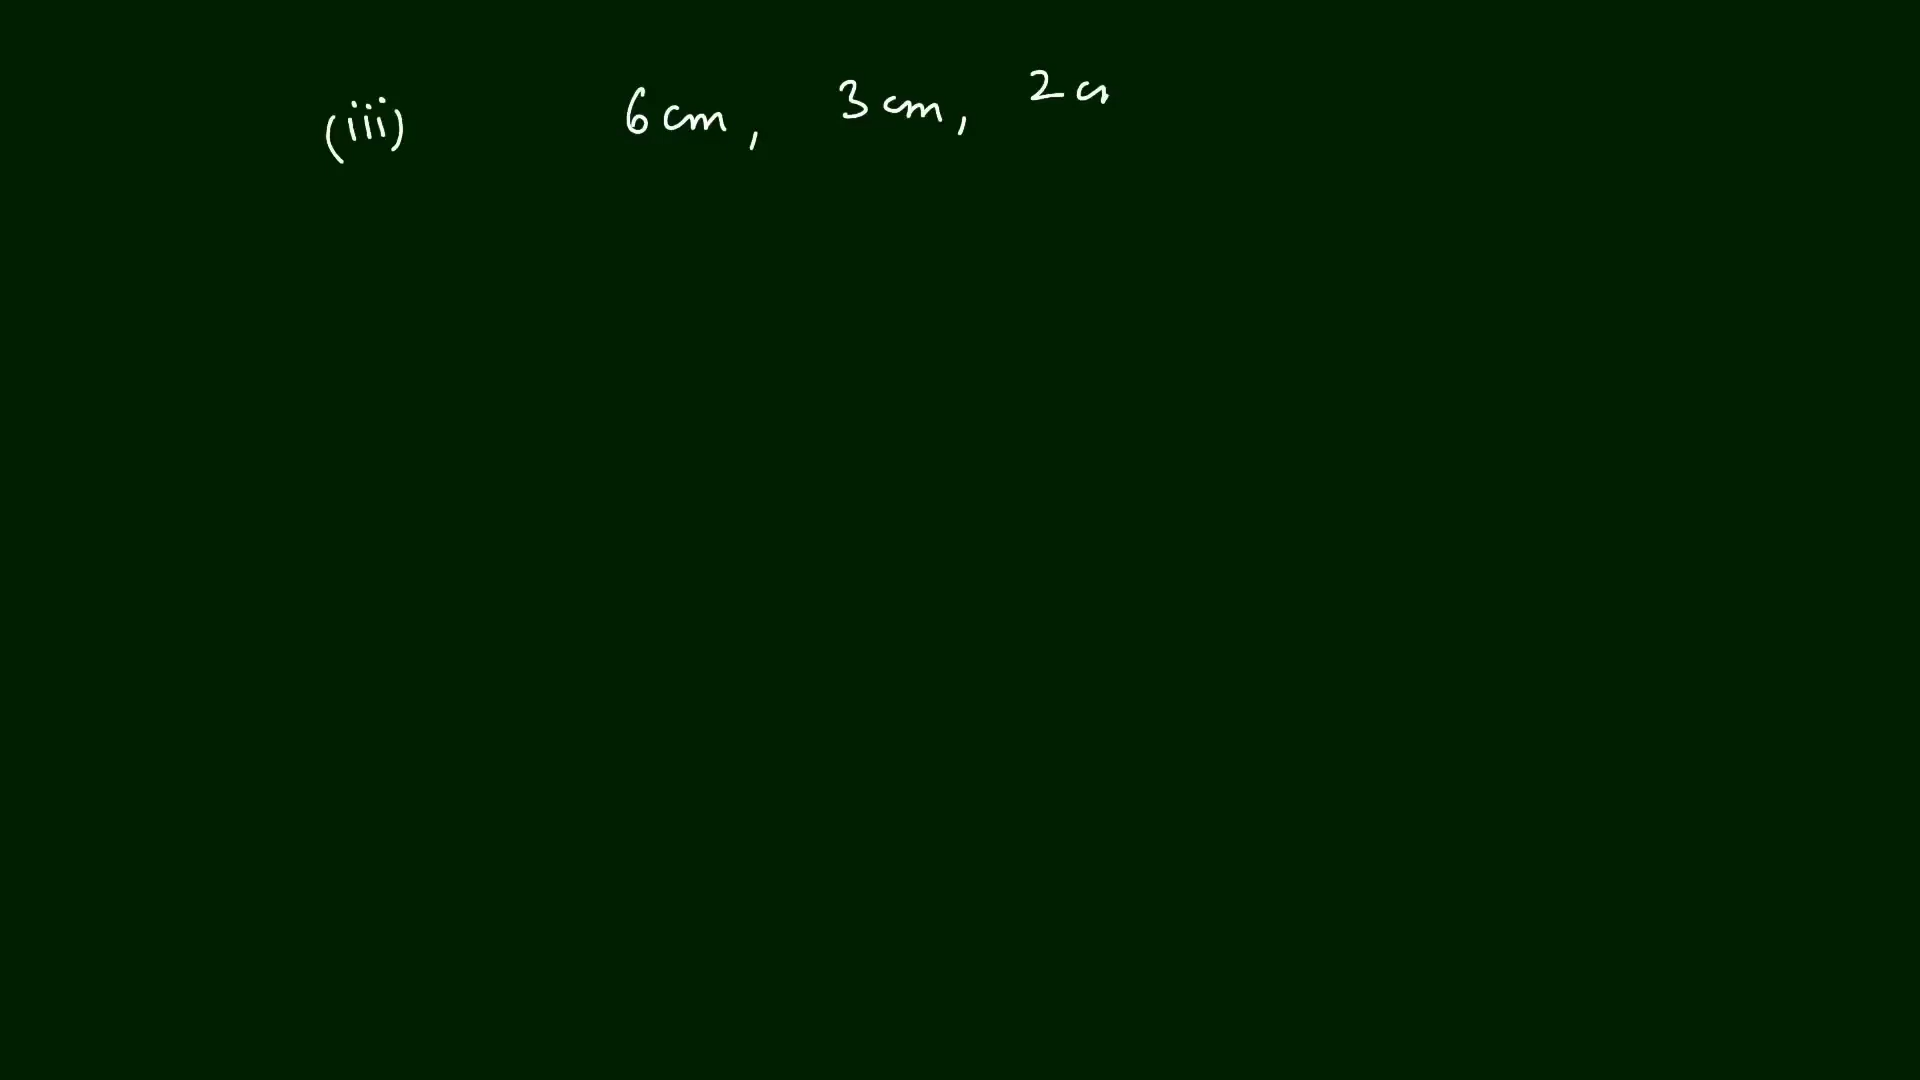 (iii) 6 cm, 3 cm, 2 c